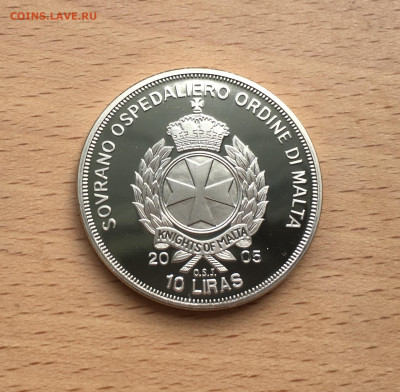 COINS.LAVE.RU
SOVRANO OSPEDALIERO ORDINE DI MALTA
KNIGHTS OF MALTA
20 05
O.S.J.
10 LIRAS